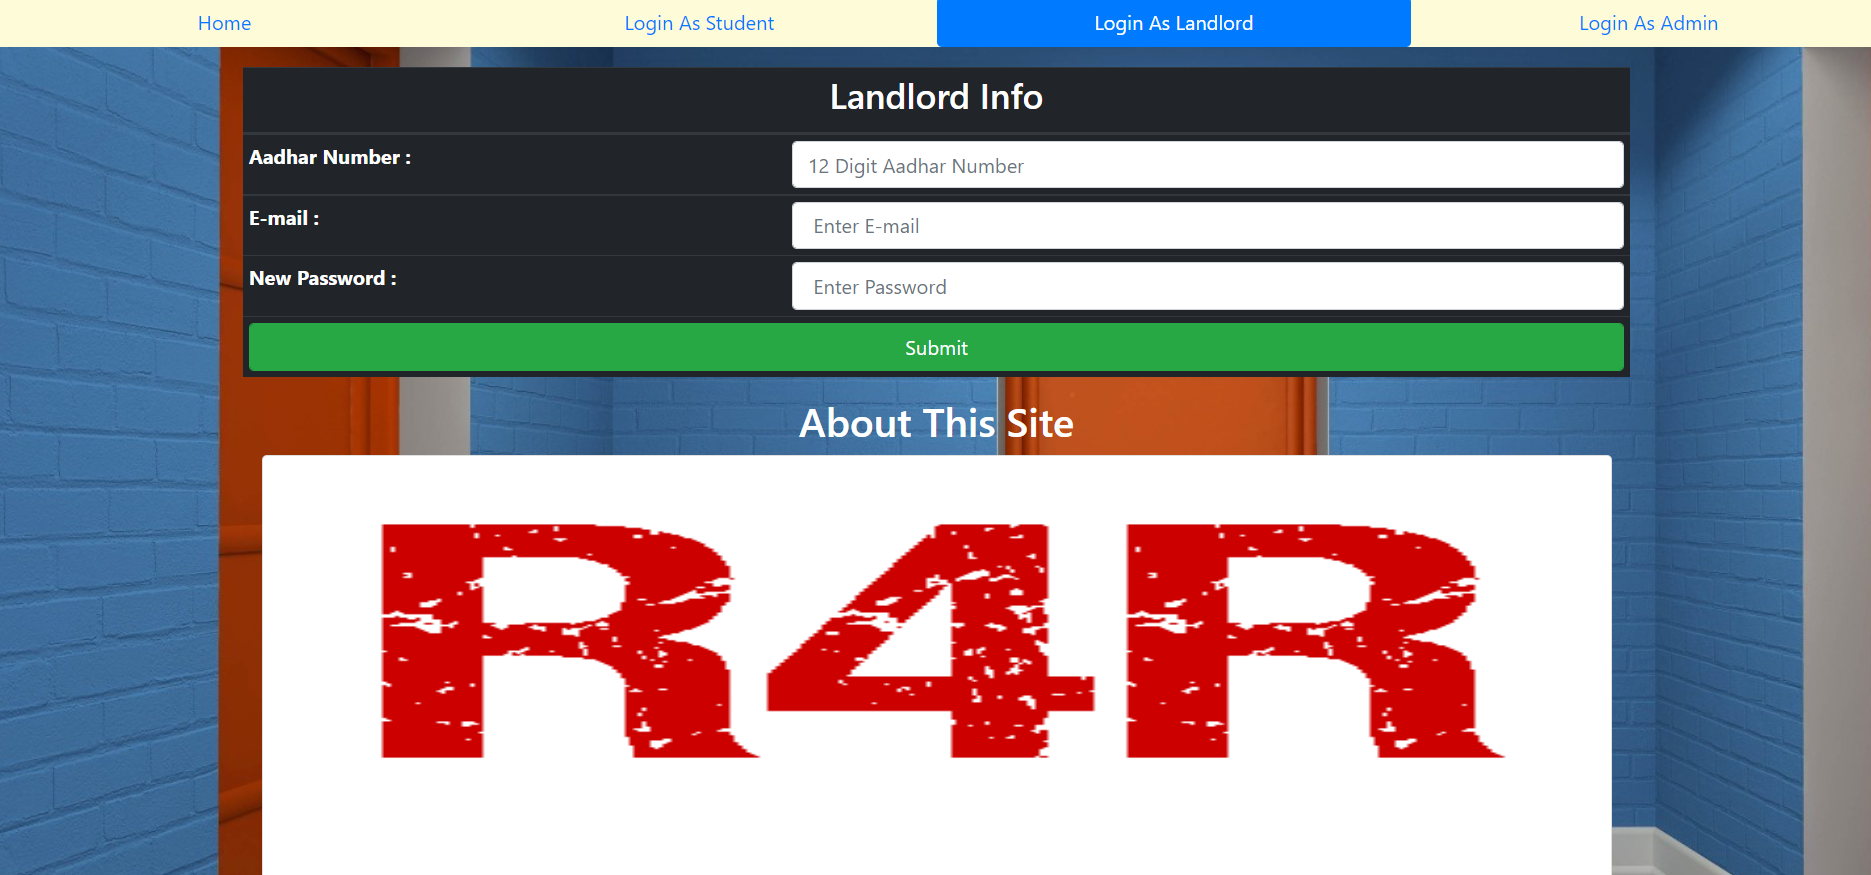 Home
Login As Student
Login As Landlord
Login As Admin
Landlord Info
Aadhar Number :
12 Digit Aadhar Number
E-mail :
Enter E-mail
New Password :
Enter Password
Submit
About This Site
R4R